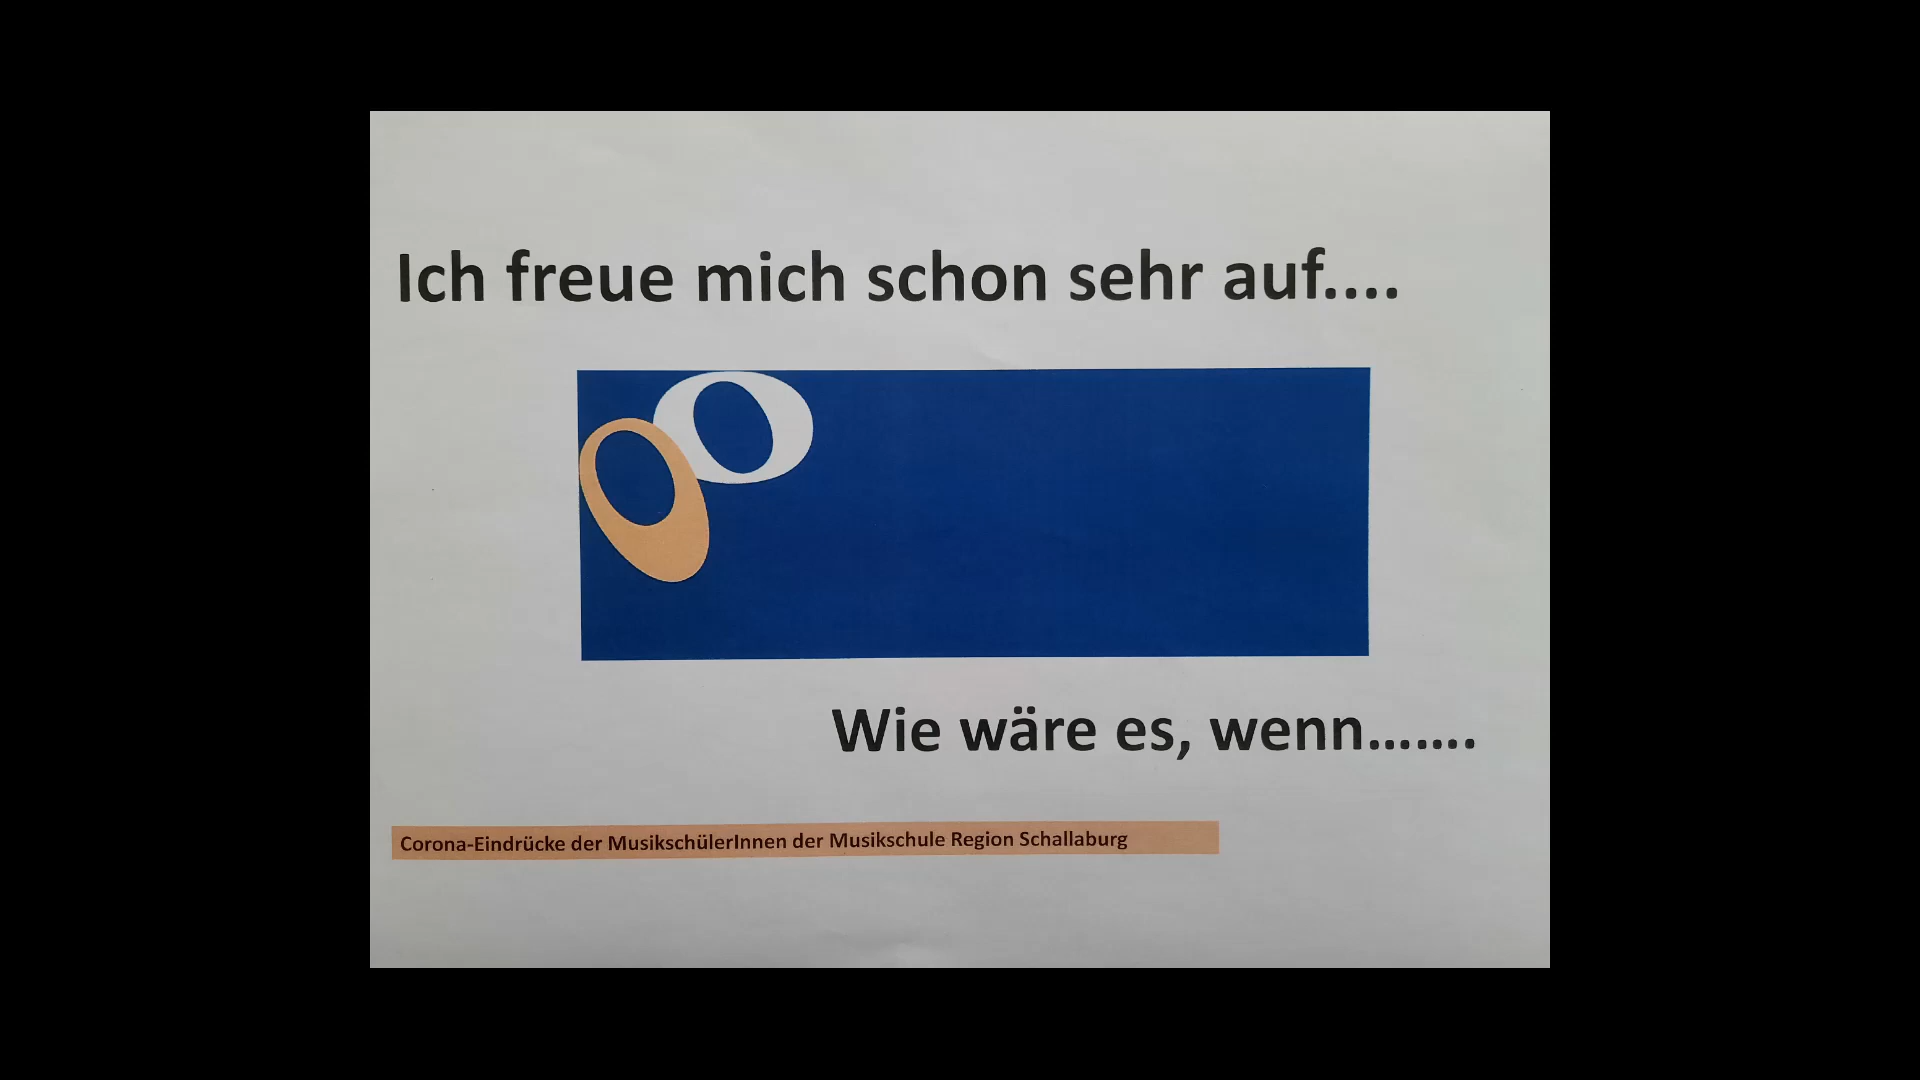 Ich freue mich schon sehr auf....
Wie wäre es, wenn.......
Corona-Eindrücke der MusikschülerInnen der Musikschule Region Schallaburg